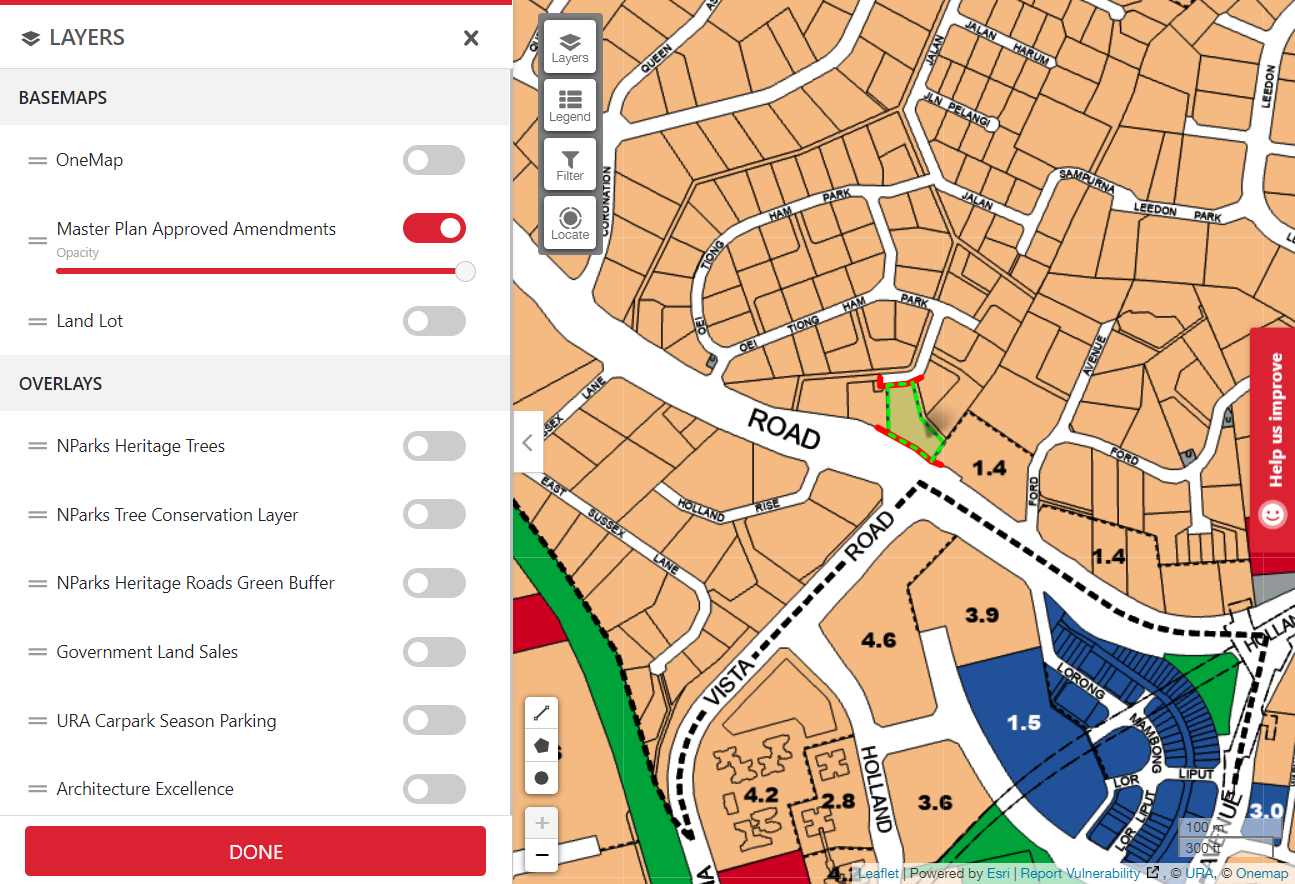 LAYERS
BASEMAPS
OneMap
Master Plan Approved Amendments
Opacity
Land Lot
OVERLAYS
NParks Heritage Trees
NParks Tree Conservation Layer
NParks Heritage Roads Green Buffer
Government Land Sales
URA Carpark Season Parking
Architecture Excellence
DONE
Layers
Legend
Filter
Locate
QUEEN
CORONATION
JALAN
JALAN HARUM
JLN PELANGI
JALAN
SAMPURNA
LEEDON PARK
LEEDON
OEI TIONG HAM PARK
OEI TIONG HAM PARK
AVENUE
FORD
FORD
ROAD
1.4
1.4
LANE
EAST SUSSEX LANE
HOLLAND RISE
ROAD
VISTA
HOLLAND
4.6
3.9
1.5
4.2
2.8
3.6
3.0
LORONG
MAMBONG
LOR LIPUT
LOR LIPUT
AVENUE
Help us improve
+
−
100 m
300 ft
Leaflet | Powered by Esri | Report Vulnerability , © URA, © Onemap